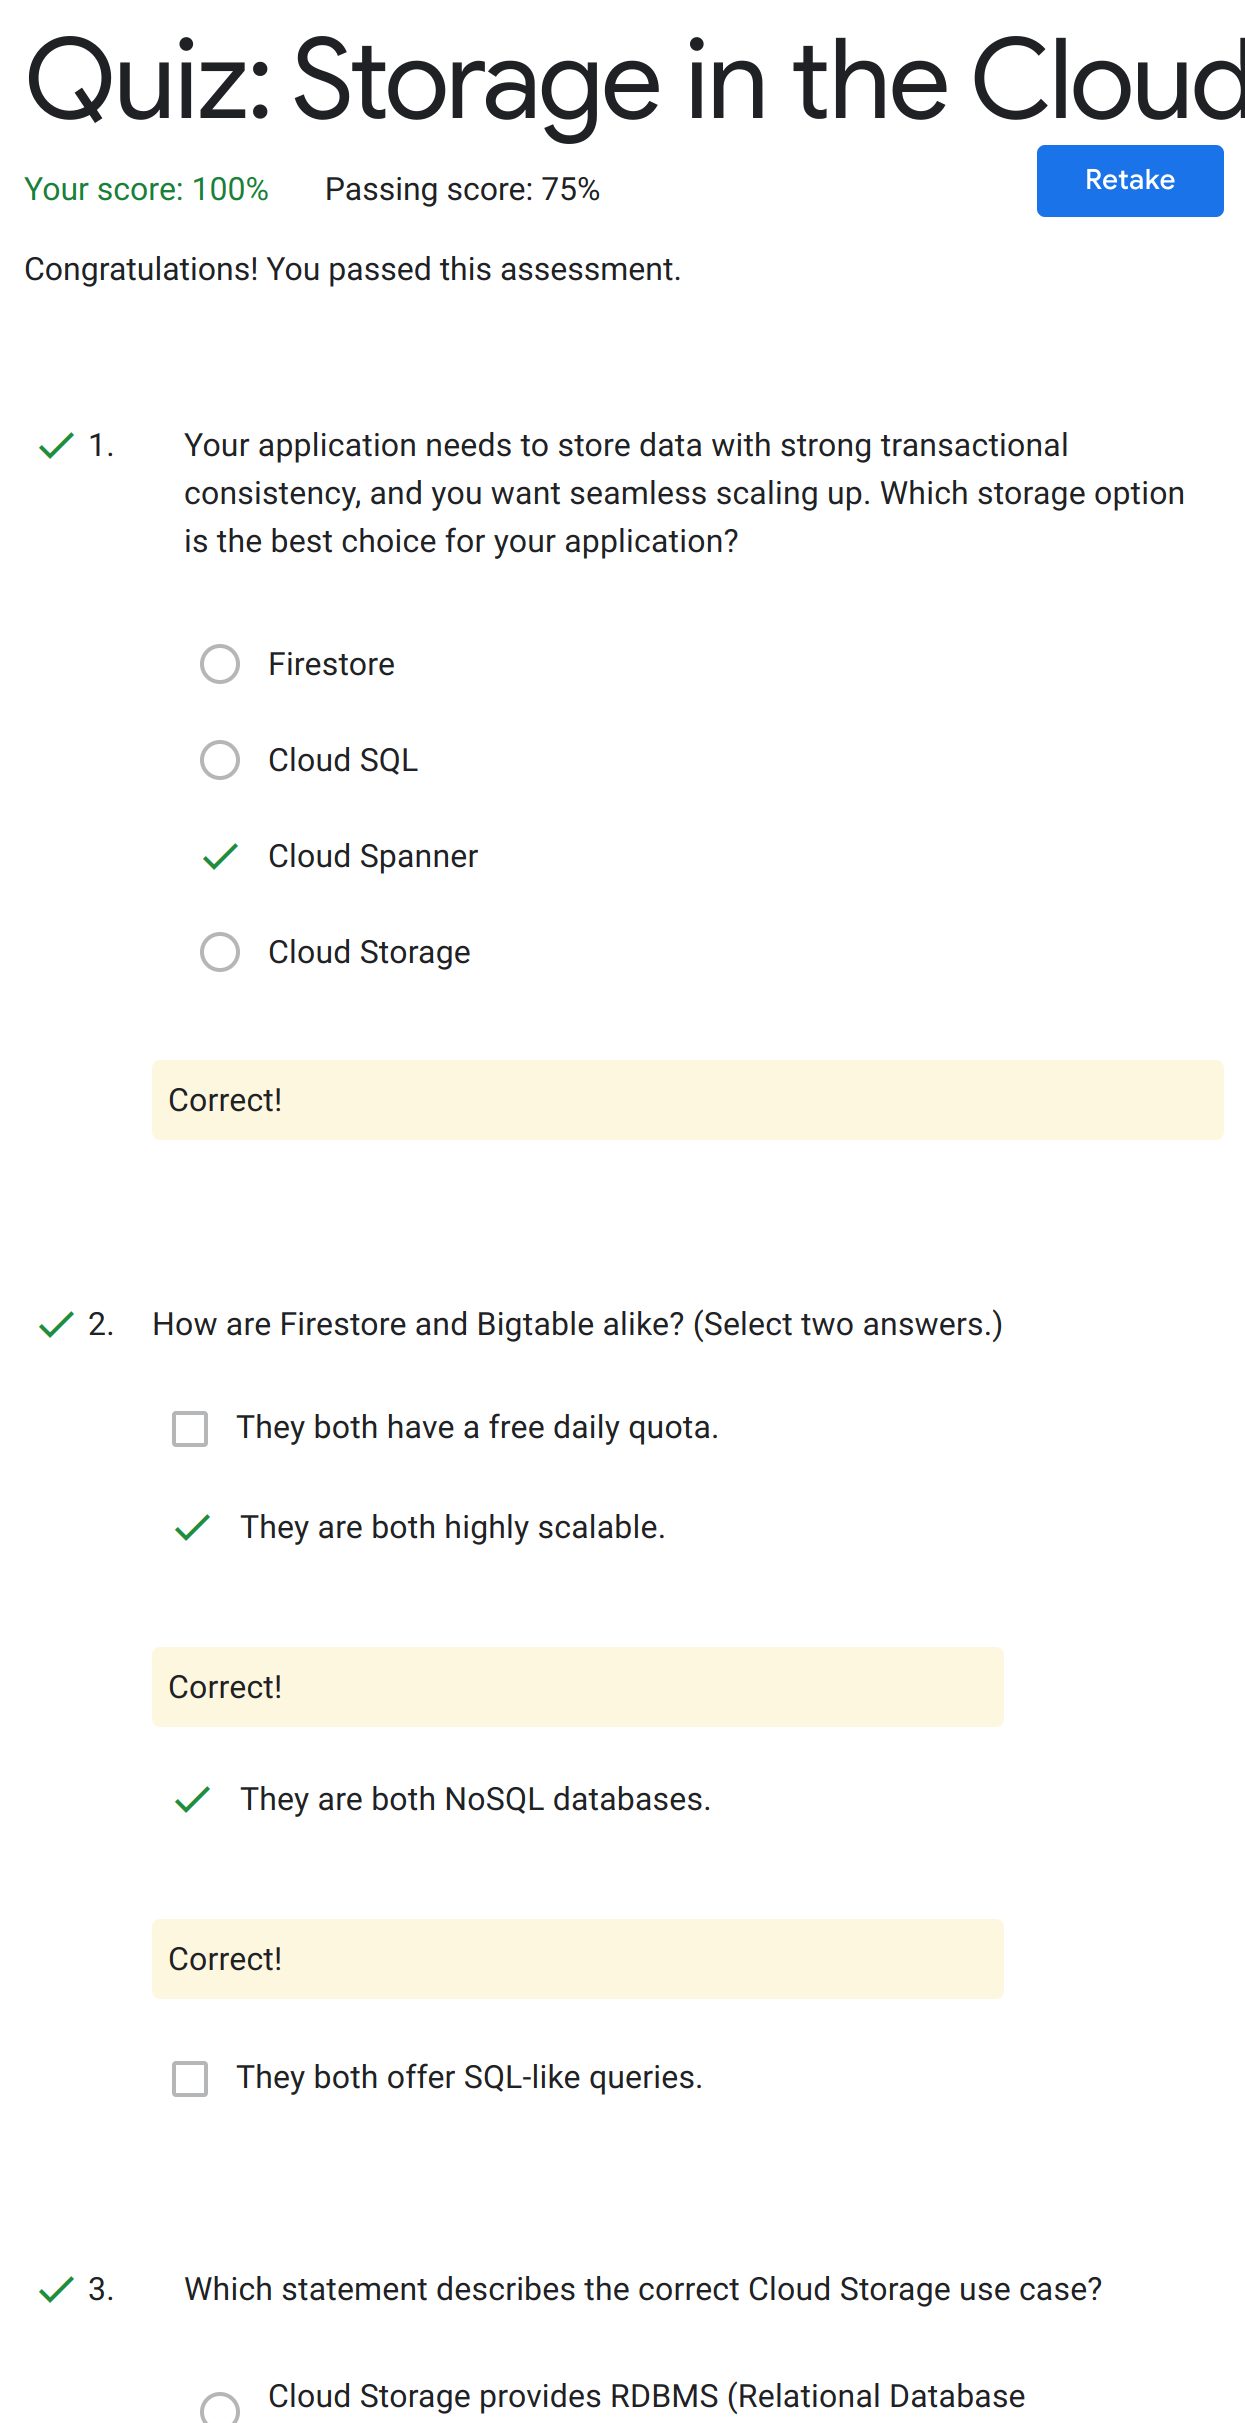 Quiz: Storage in the Cloud
Your score: 100% Passing score: 75%
Retake
Congratulations! You passed this assessment.
1. Your application needs to store data with strong transactional
consistency, and you want seamless scaling up. Which storage option
is the best choice for your application?
Firestore
Cloud SQL
Cloud Spanner
Cloud Storage
Correct!
2. How are Firestore and Bigtable alike? (Select two answers.)
They both have a free daily quota.
They are both highly scalable.
Correct!
They are both NoSQL databases.
Correct!
They both offer SQL-like queries.
3. Which statement describes the correct Cloud Storage use case?
Cloud Storage provides RDBMS (Relational Database